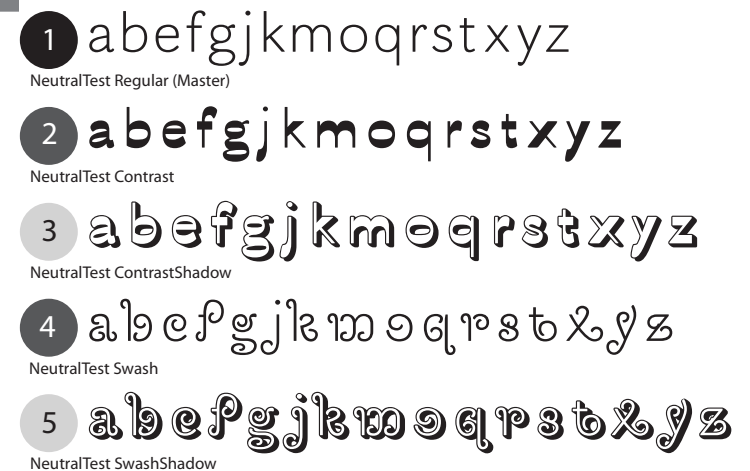 1 abefgjkmoqrstxyz
NeutralTest Regular (Master)
2 abefgjkmoqrstxyz
NeutralTest Contrast
3 abefgjkmoqrstxyz
NeutralTest ContrastShadow
4 abefgjkmoqrstxyz
NeutralTest Swash
5 abefgjkmoqrstxyz
NeutralTest SwashShadow